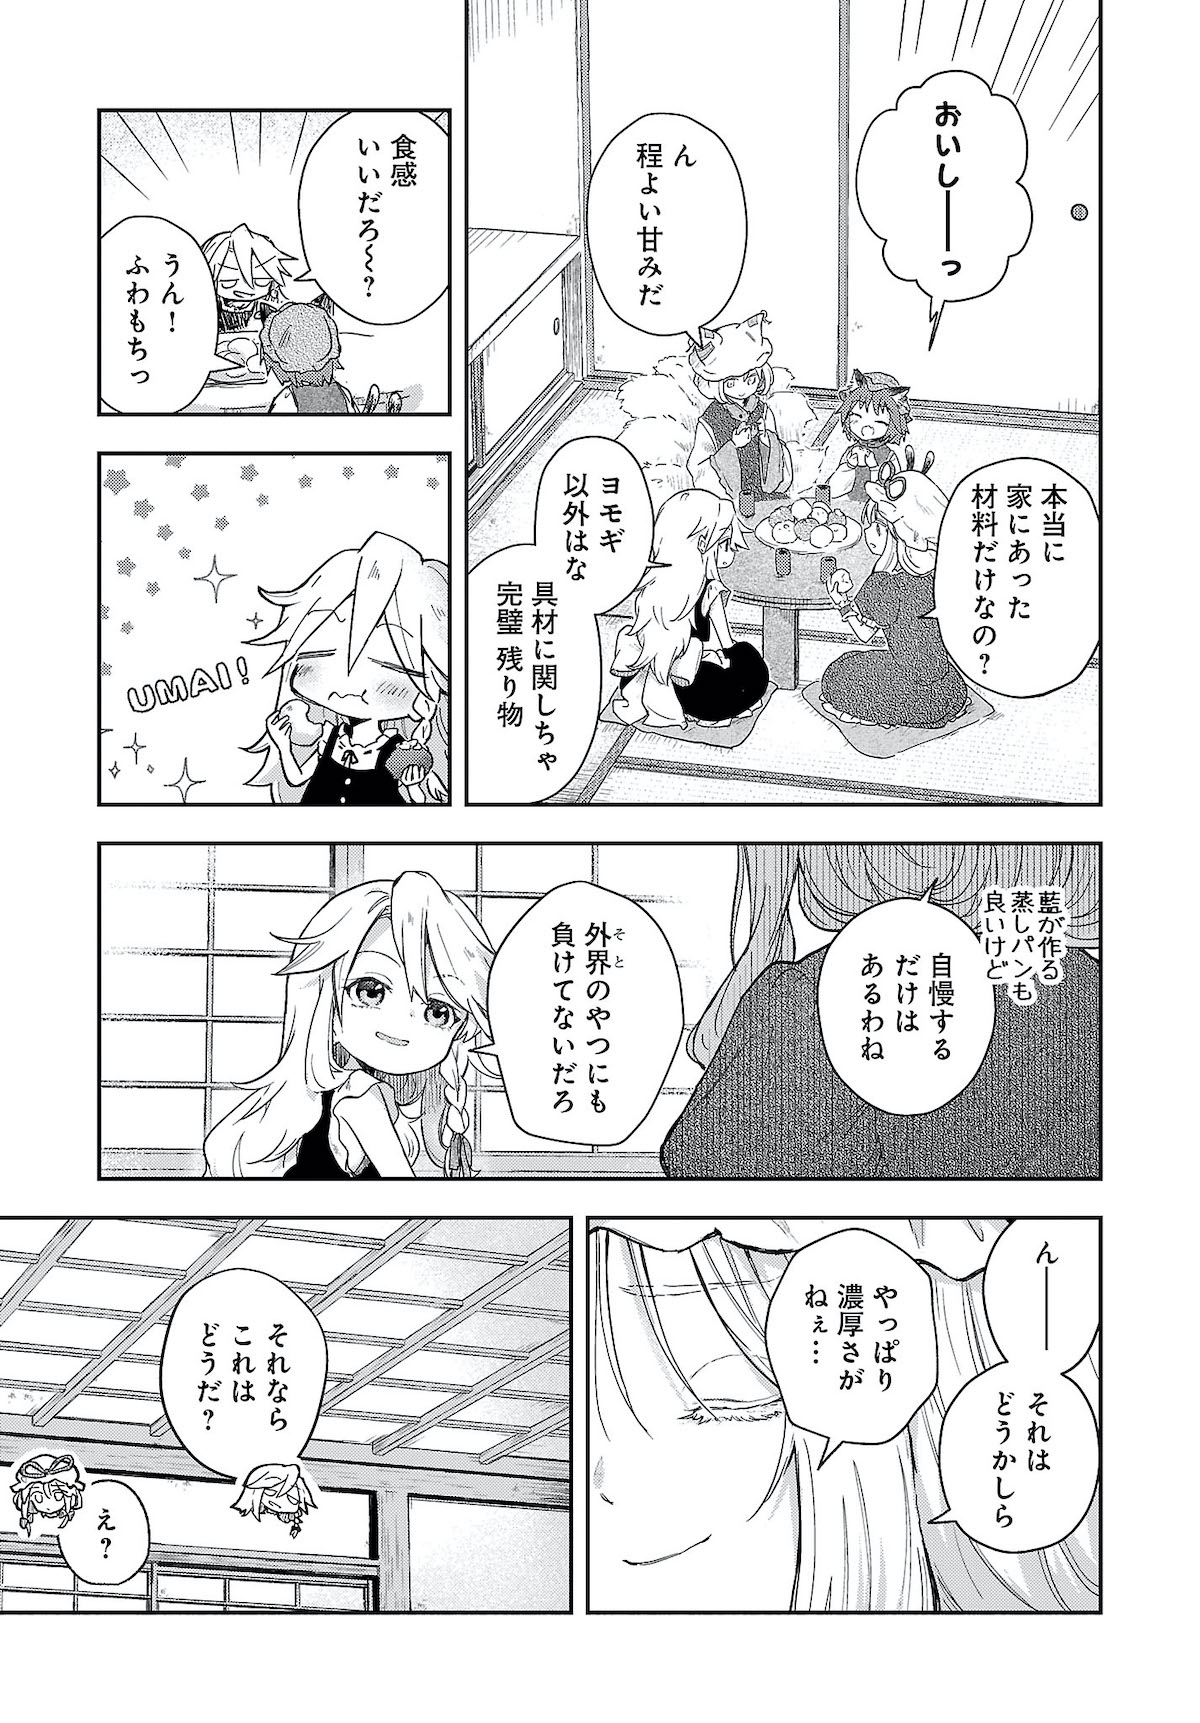 おいしーーっ
ん
程よい甘みだ
本当に
家にあった
材料だけなの?
ヨモギ
以外はな
具材に関しちゃ
完璧 残り物
食感
いいだろ〜?
うん!
ふわもちっ
UMAI!
藍が作る
蒸しパンも
良いけど
自慢する
だけは
あるわね
外界のやつにも
そと
負けてないだろ
んーー
それは
どうかしら
やっぱり
濃厚さが
ねぇ…
それなら
これは
どうだ?
え?